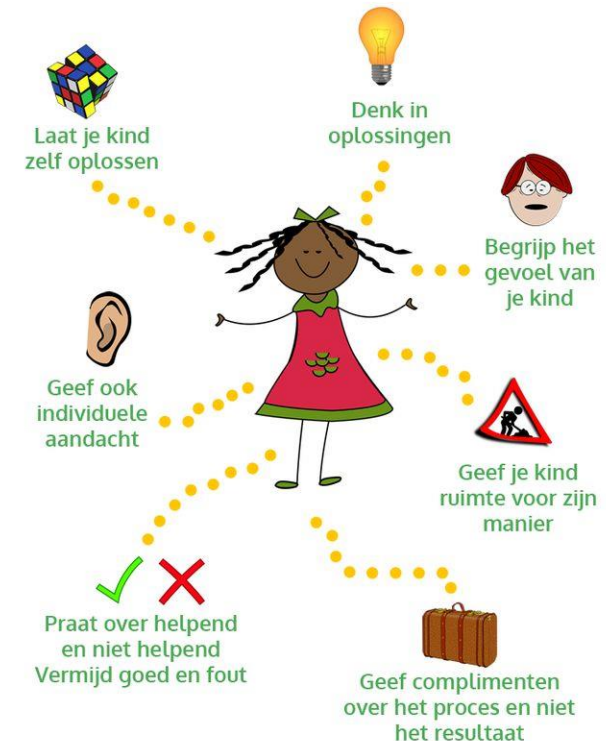 Denk in
oplossingen
Laat je kind
zelf oplossen
Begrijp het
gevoel van
je kind
Geef ook
individuele
aandacht
Geef je kind
ruimte voor zijn
manier
Praat over helpend
en niet helpend
Vermijd goed en fout
Geef complimenten
over het proces en niet
het resultaat